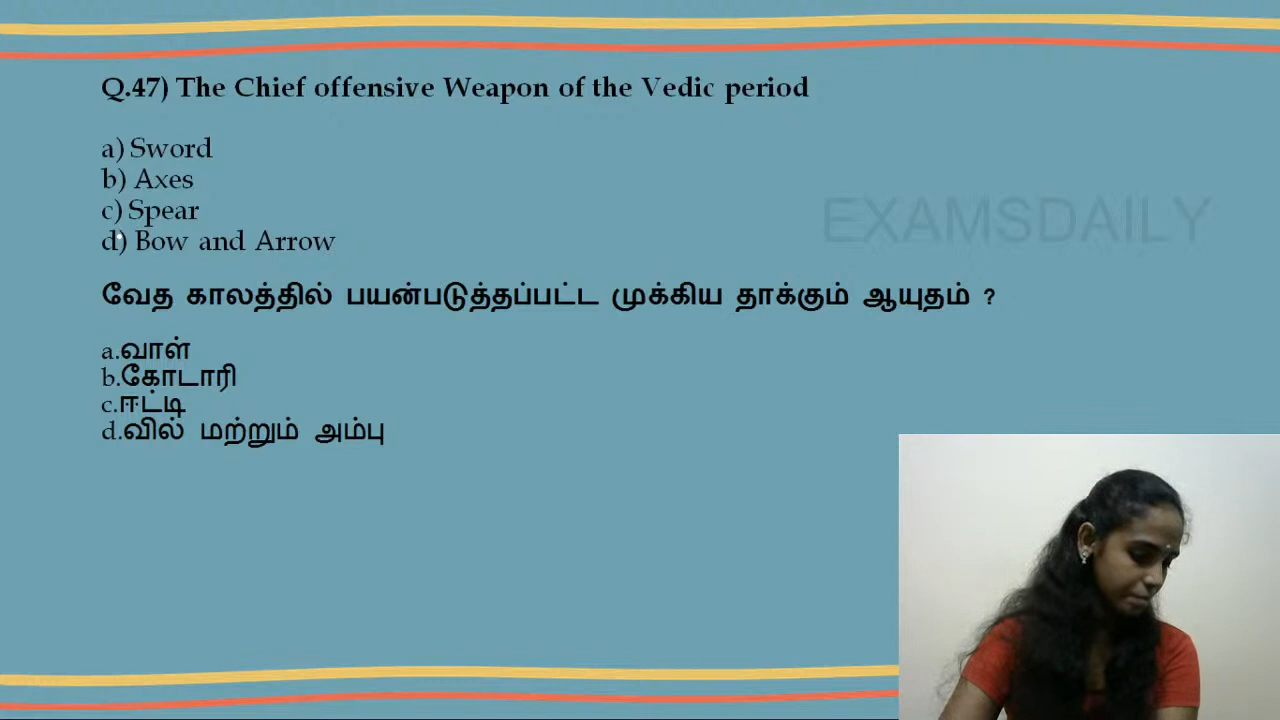 Q.47) The Chief offensive Weapon of the Vedic period
a) Sword
b) Axes
c) Spear
d) Bow and Arrow
EXAMSDAILY
வேத காலத்தில் பயன்படுத்தப்பட்ட முக்கிய தாக்கும் ஆயுதம் ?
a.வாள்
b.கோடாரி
c.ஈட்டி
d.வில் மற்றும் அம்பு